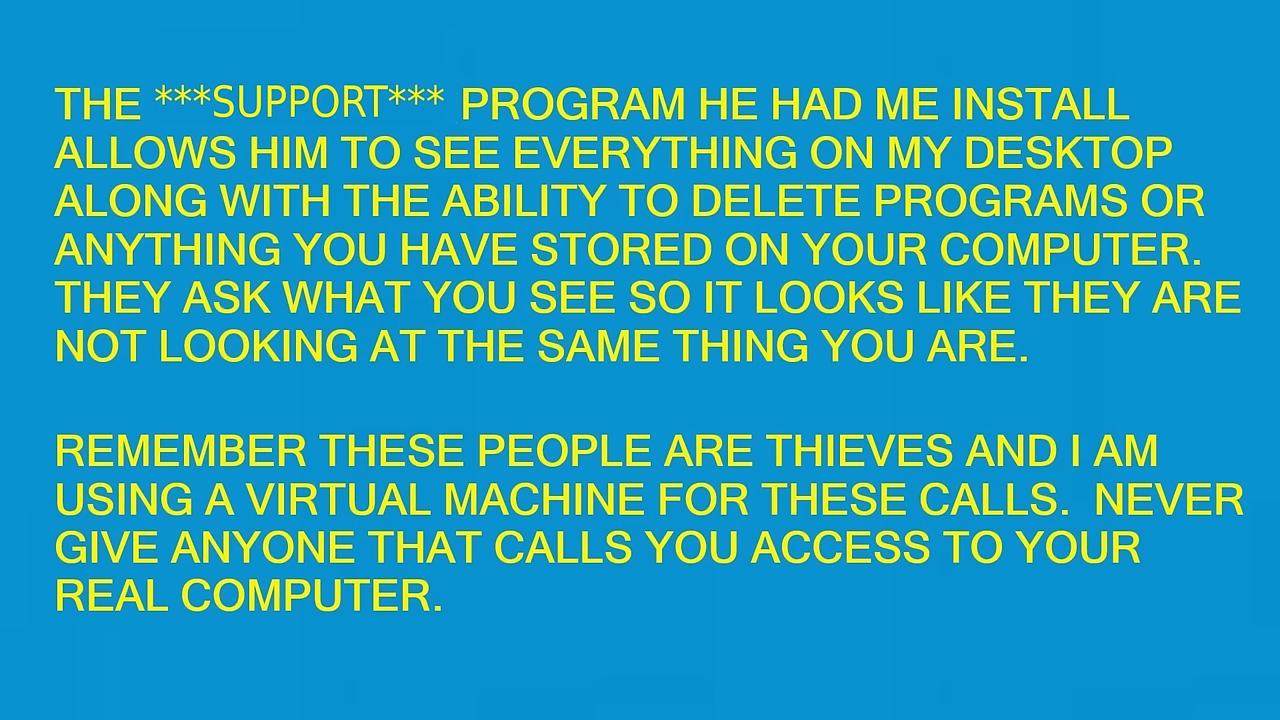 THE ***SUPPORT*** PROGRAM HE HAD ME INSTALL
ALLOWS HIM TO SEE EVERYTHING ON MY DESKTOP
ALONG WITH THE ABILITY TO DELETE PROGRAMS OR
ANYTHING YOU HAVE STORED ON YOUR COMPUTER.
THEY ASK WHAT YOU SEE SO IT LOOKS LIKE THEY ARE
NOT LOOKING AT THE SAME THING YOU ARE.
REMEMBER THESE PEOPLE ARE THIEVES AND I AM
USING A VIRTUAL MACHINE FOR THESE CALLS.  NEVER
GIVE ANYONE THAT CALLS YOU ACCESS TO YOUR
REAL COMPUTER.